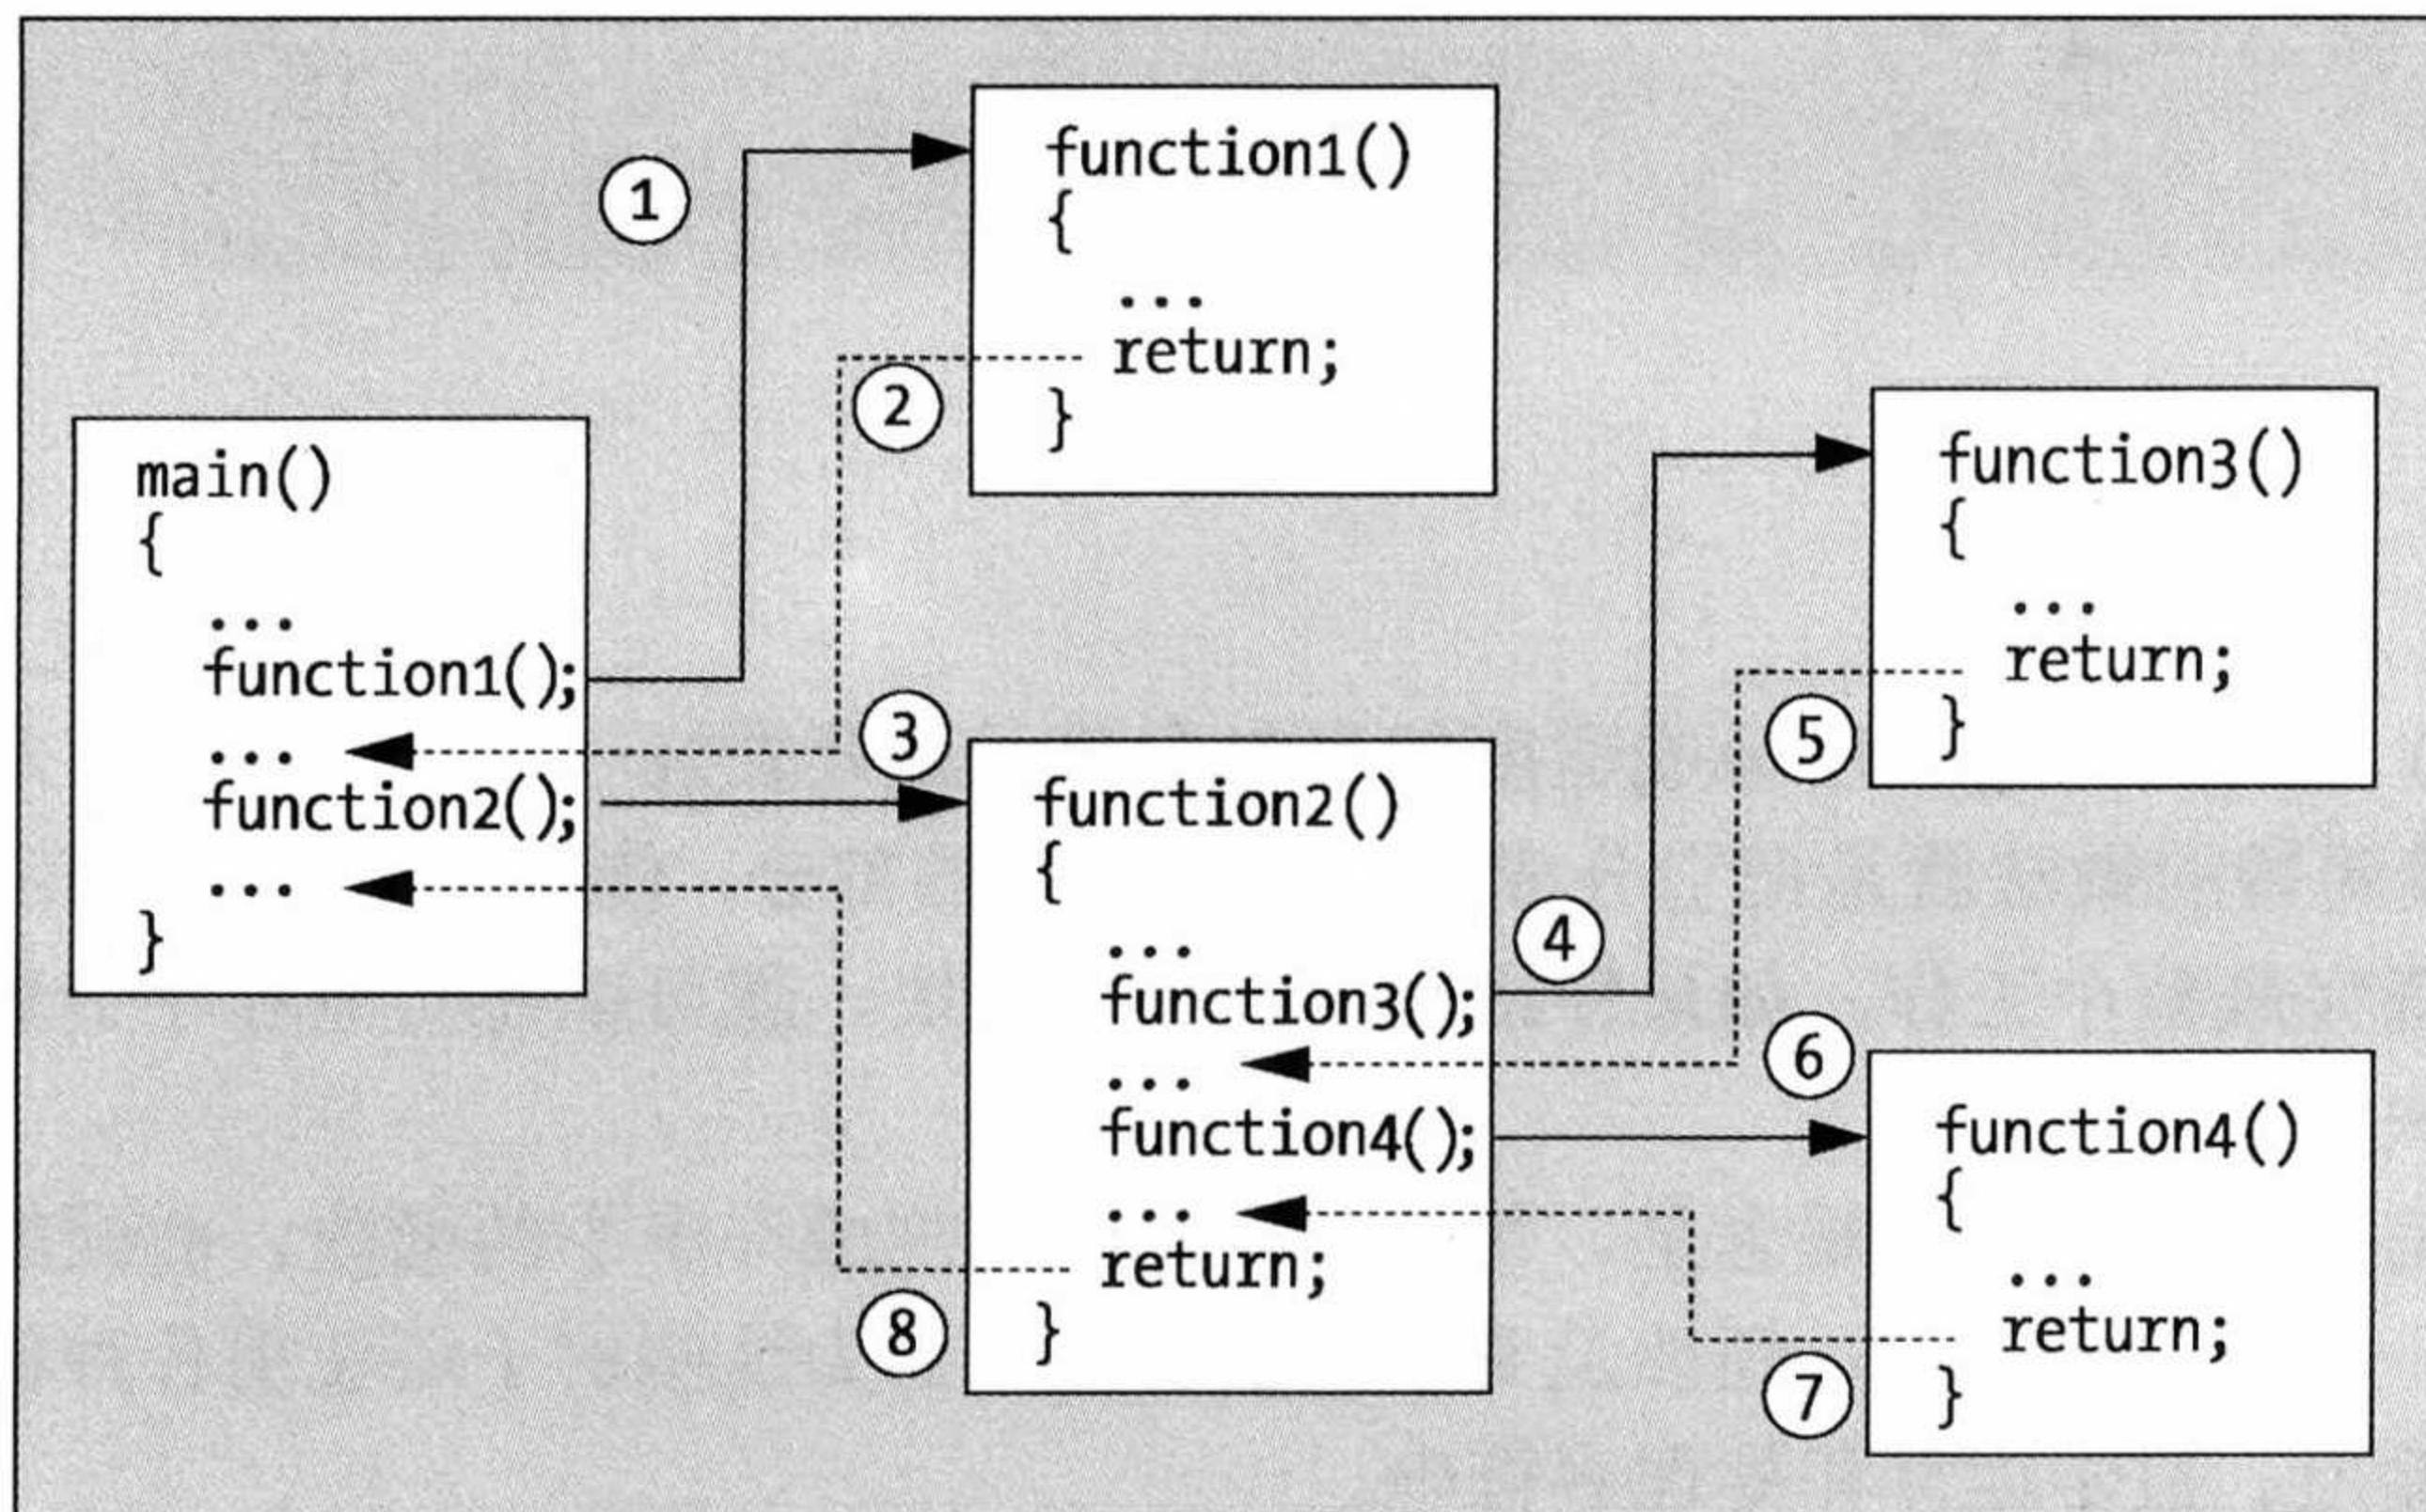 main()
{
...
function1();
...
function2();
...
}
1
function1()
{
...
return;
}
2
3
function2()
{
...
function3();
...
function4();
...
return;
}
4
function3()
{
...
return;
}
5
6
function4()
{
...
return;
}
7
8